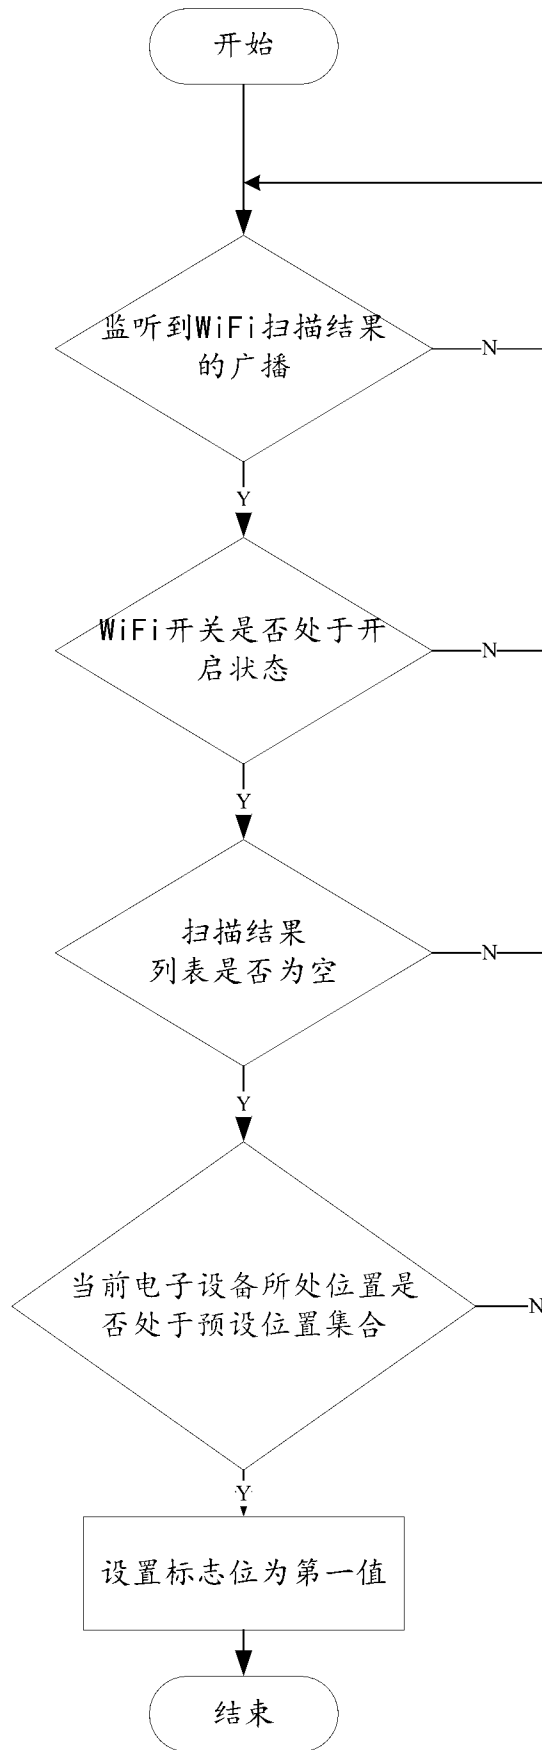 开始
监听到WiFi扫描结果
的广播
N
Y
WiFi开关是否处于开
启状态
N
Y
扫描结果
列表是否为空
N
Y
当前电子设备所处位置是
否处于预设位置集合
N
Y
设置标志位为第一值
结束